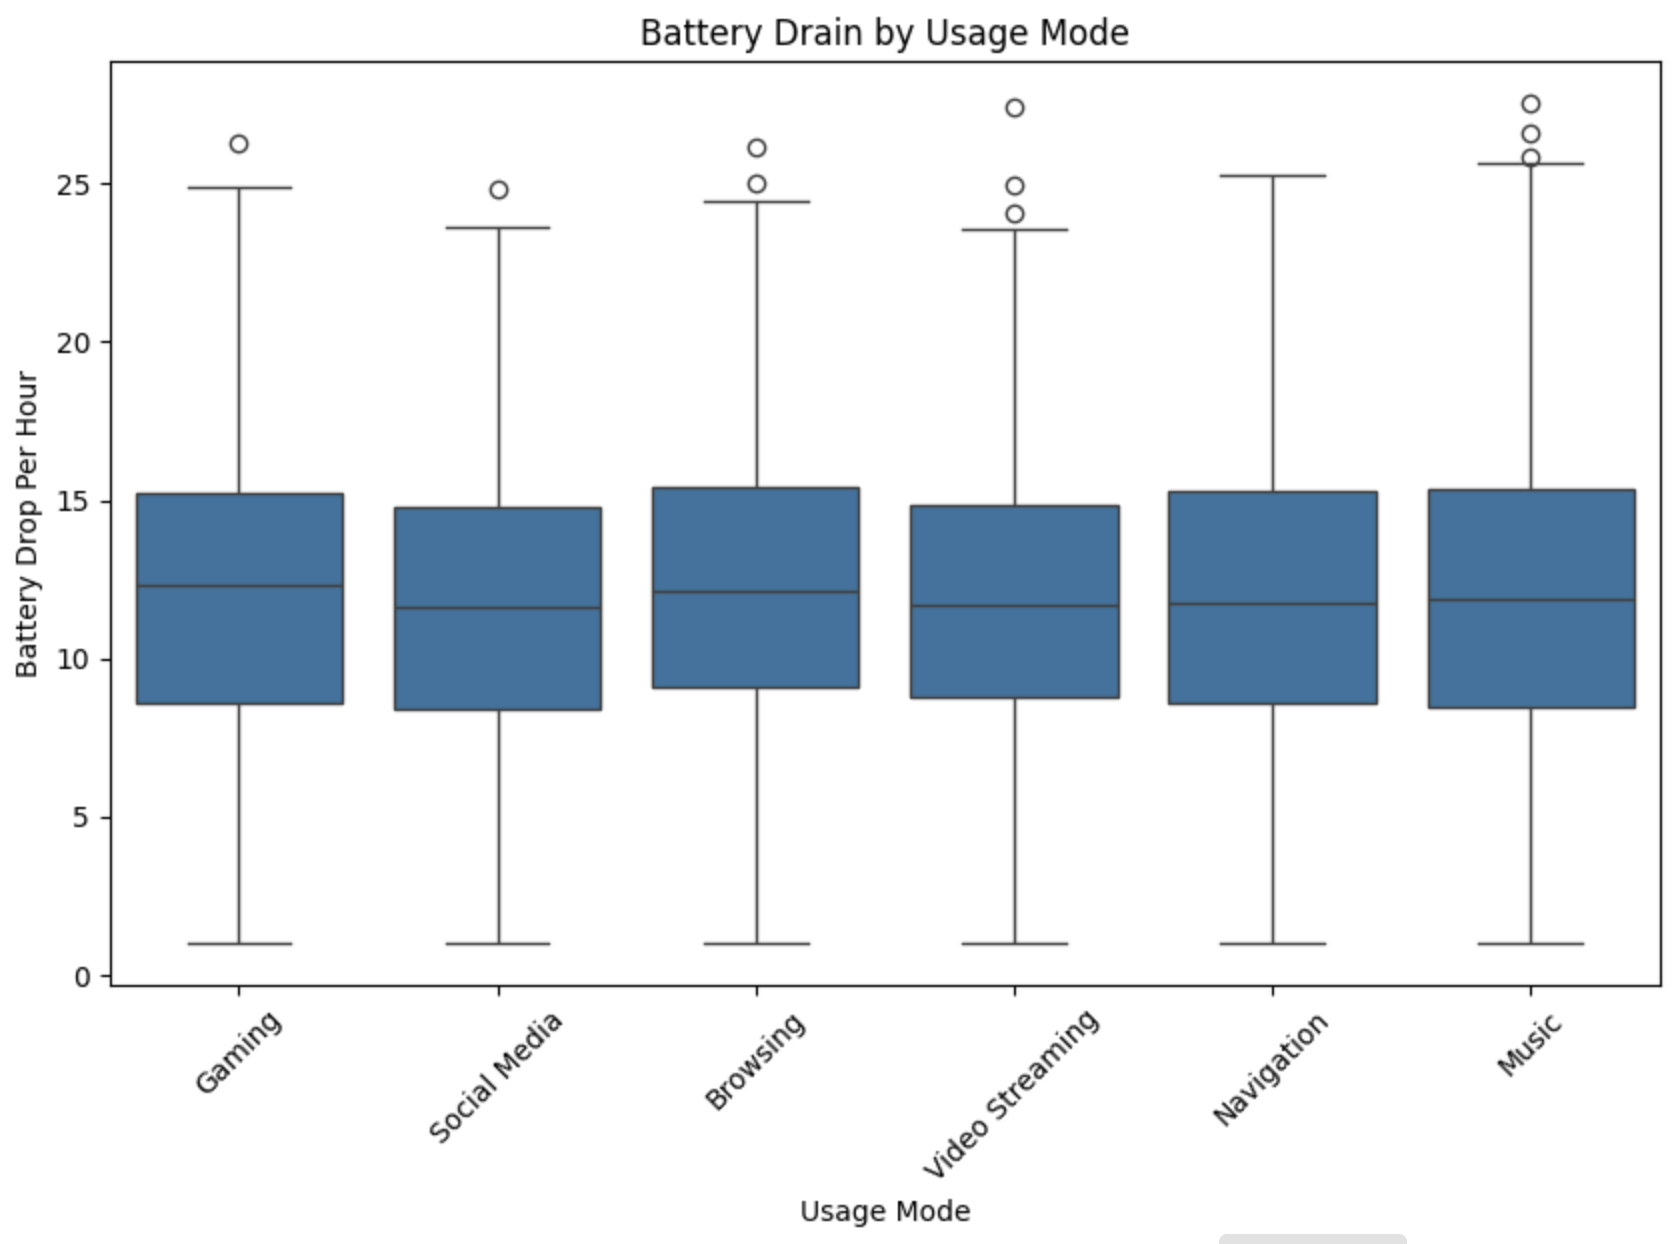 Battery Drain by Usage Mode
Battery Drop Per Hour
25
20
15
10
5
0
Gaming
Social Media
Browsing
Video Streaming
Navigation
Music
Usage Mode